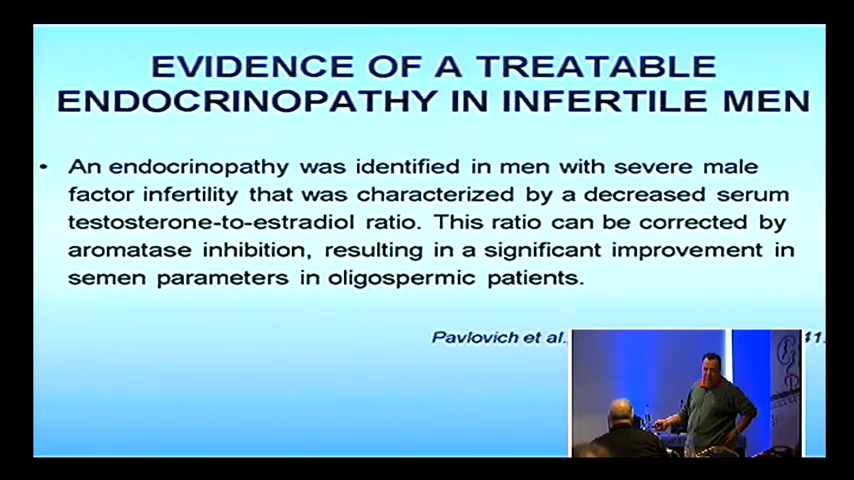 EVIDENCE OF A TREATABLE
ENDOCRINOPATHY IN INFERTILE MEN
• An endocrinopathy was identified in men with severe male
factor infertility that was characterized by a decreased serum
testosterone-to-estradiol ratio. This ratio can be corrected by
aromatase inhibition, resulting in a significant improvement in
semen parameters in oligospermic patients.
Pavlovich et al. 41.